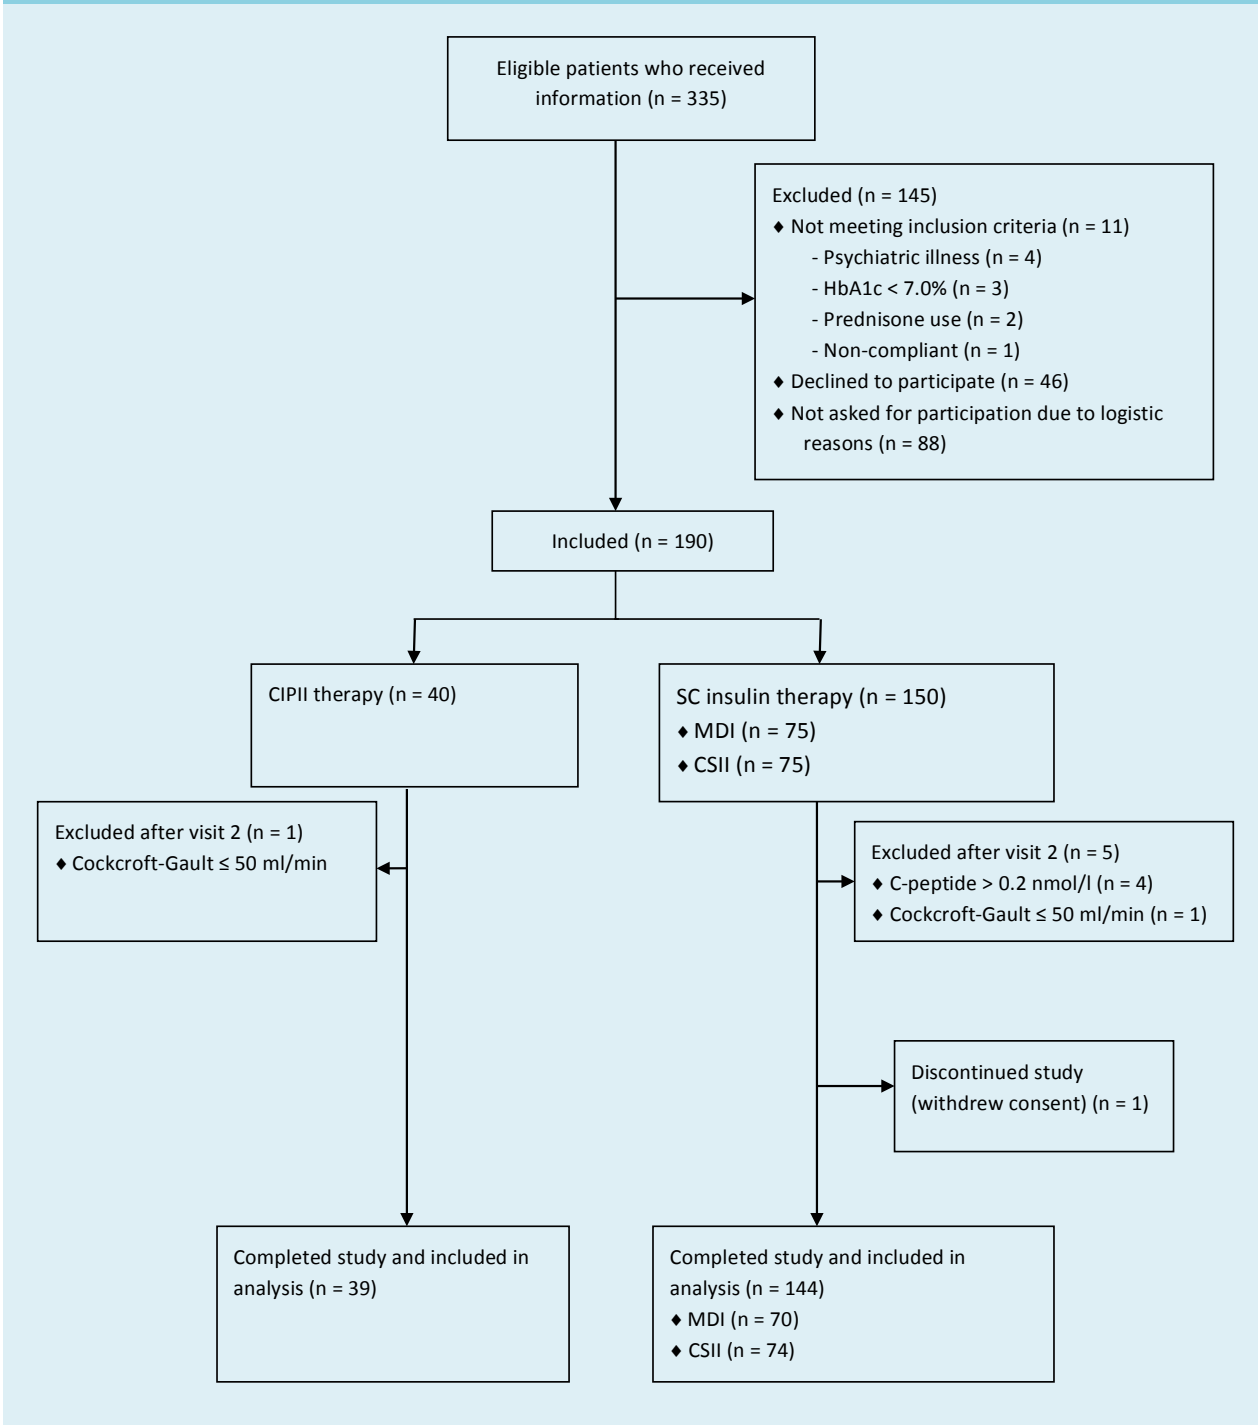 Eligible patients who received
information (n = 335)
Excluded (n = 145)
♦ Not meeting inclusion criteria (n = 11)
- Psychiatric illness (n = 4)
- HbA1c < 7.0% (n = 3)
- Prednisone use (n = 2)
- Non-compliant (n = 1)
♦ Declined to participate (n = 46)
♦ Not asked for participation due to logistic
reasons (n = 88)
Included (n = 190)
CIPII therapy (n = 40)
SC insulin therapy (n = 150)
♦ MDI (n = 75)
♦ CSII (n = 75)
Excluded after visit 2 (n = 1)
♦ Cockcroft-Gault ≤ 50 ml/min
Excluded after visit 2 (n = 5)
♦ C-peptide > 0.2 nmol/l (n = 4)
♦ Cockcroft-Gault ≤ 50 ml/min (n = 1)
Discontinued study
(withdrew consent) (n = 1)
Completed study and included in
analysis (n = 39)
Completed study and included in
analysis (n = 144)
♦ MDI (n = 70)
♦ CSII (n = 74)